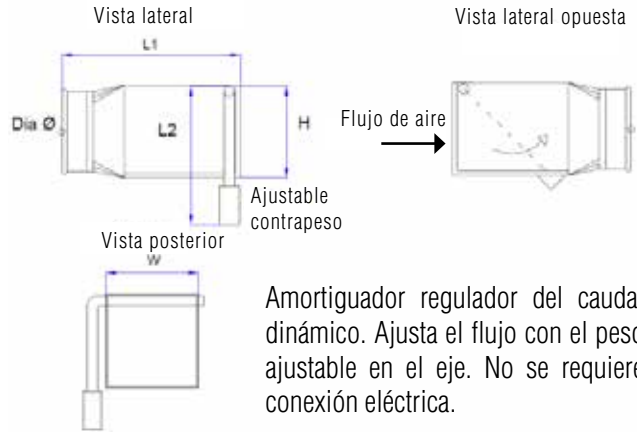 Vista lateral
Vista lateral opuesta
L1
Dia Ø
L2
H
Flujo de aire
Ajustable
contrapeso
Vista posterior
W
Amortiguador regulador del caudal
dinámico. Ajusta el flujo con el peso
ajustable en el eje. No se requiere
conexión eléctrica.